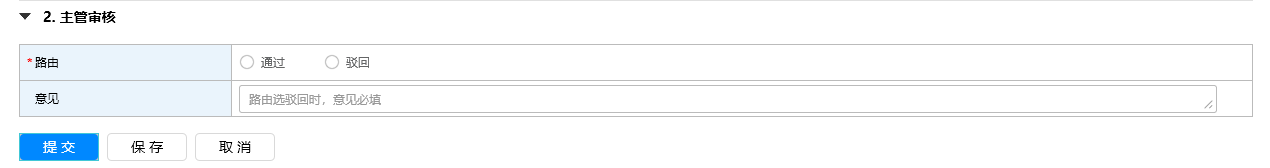 2. 主管审核
*路由 通过 驳回
意见 路由选驳回时，意见必填
提交 保存 取消